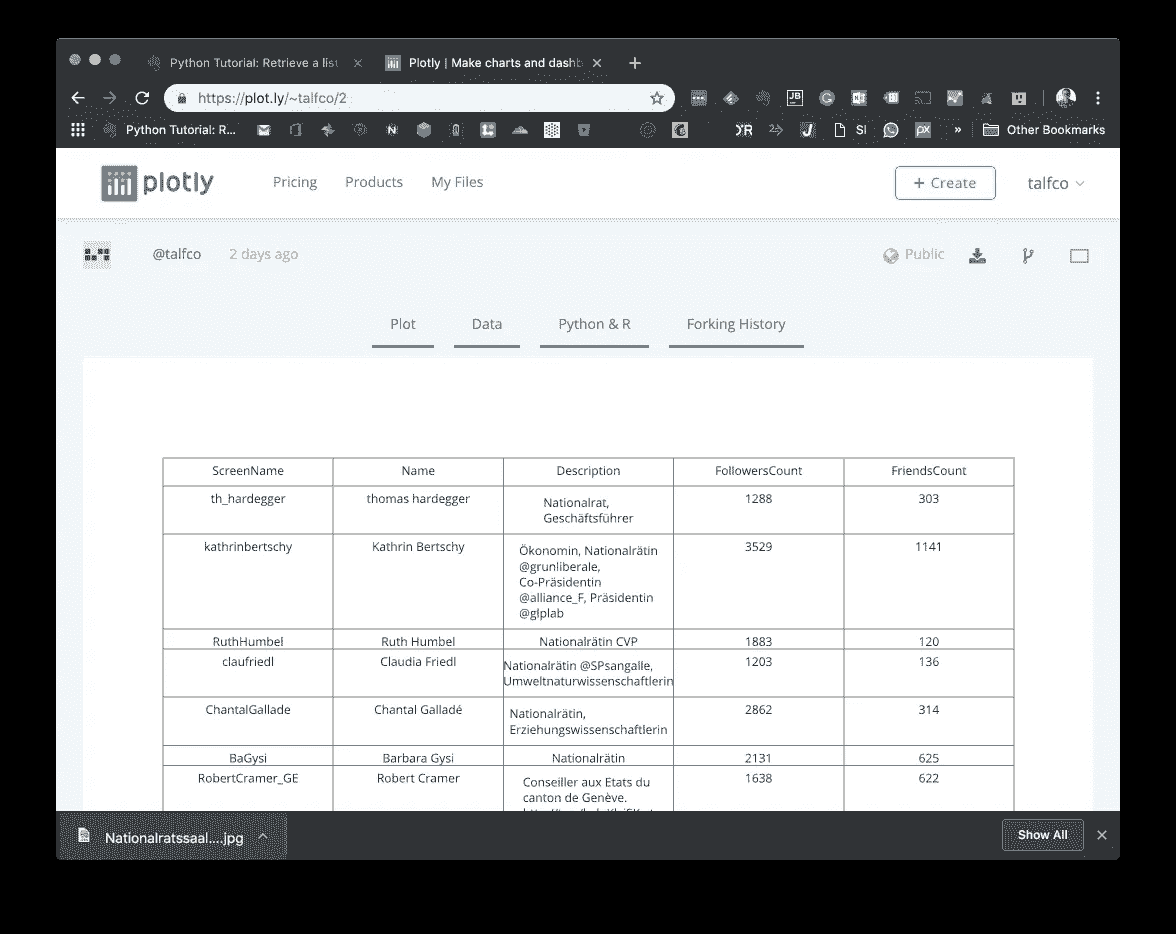 Python Tutorial: Retrieve a list
Plotly | Make charts and dashb
https://plot.ly/~talfco/2
Python Tutorial: R...
SI
»
Other Bookmarks
plotly
Pricing
Products
My Files
+ Create
talfco
@talfco
2 days ago
Public
Plot
Data
Python & R
Forking History
ScreenName Name Description FollowersCount FriendsCount
th_hardegger thomas hardegger Nationalrat, 1288 303
Geschäftsführer
kathrinbertschy Kathrin Bertschy Ökonomin, Nationalrätin 3529 1141
@grunliberale,
Co-Präsidentin
@alliance_F, Präsidentin
@glplab
RuthHumbel Ruth Humbel Nationalrätin CVP 1883 120
claufriedl Claudia Friedl Nationalrätin @SPsangalle, 1203 136
Umweltnaturwissenschaftlerin
ChantalGallade Chantal Galladé Nationalrätin, 2862 314
Erziehungswissenschaftlerin
BaGysi Barbara Gysi Nationalrätin 2131 625
RobertCramer_GE Robert Cramer Conseiller aux Etats du 1638 622
canton de Genève.
Nationalratssaal....jpg
Show All